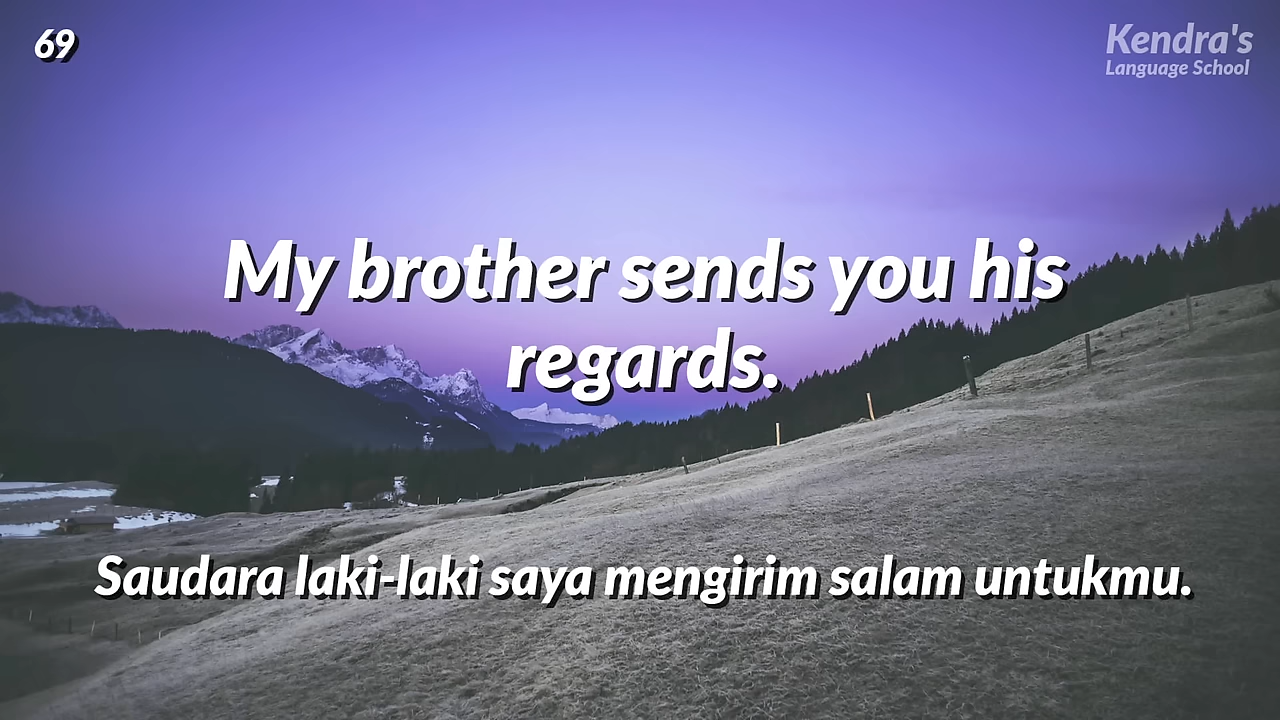 69
Kendra's
Language School
My brother sends you his
regards.
Saudara laki-laki saya mengirim salam untukmu.